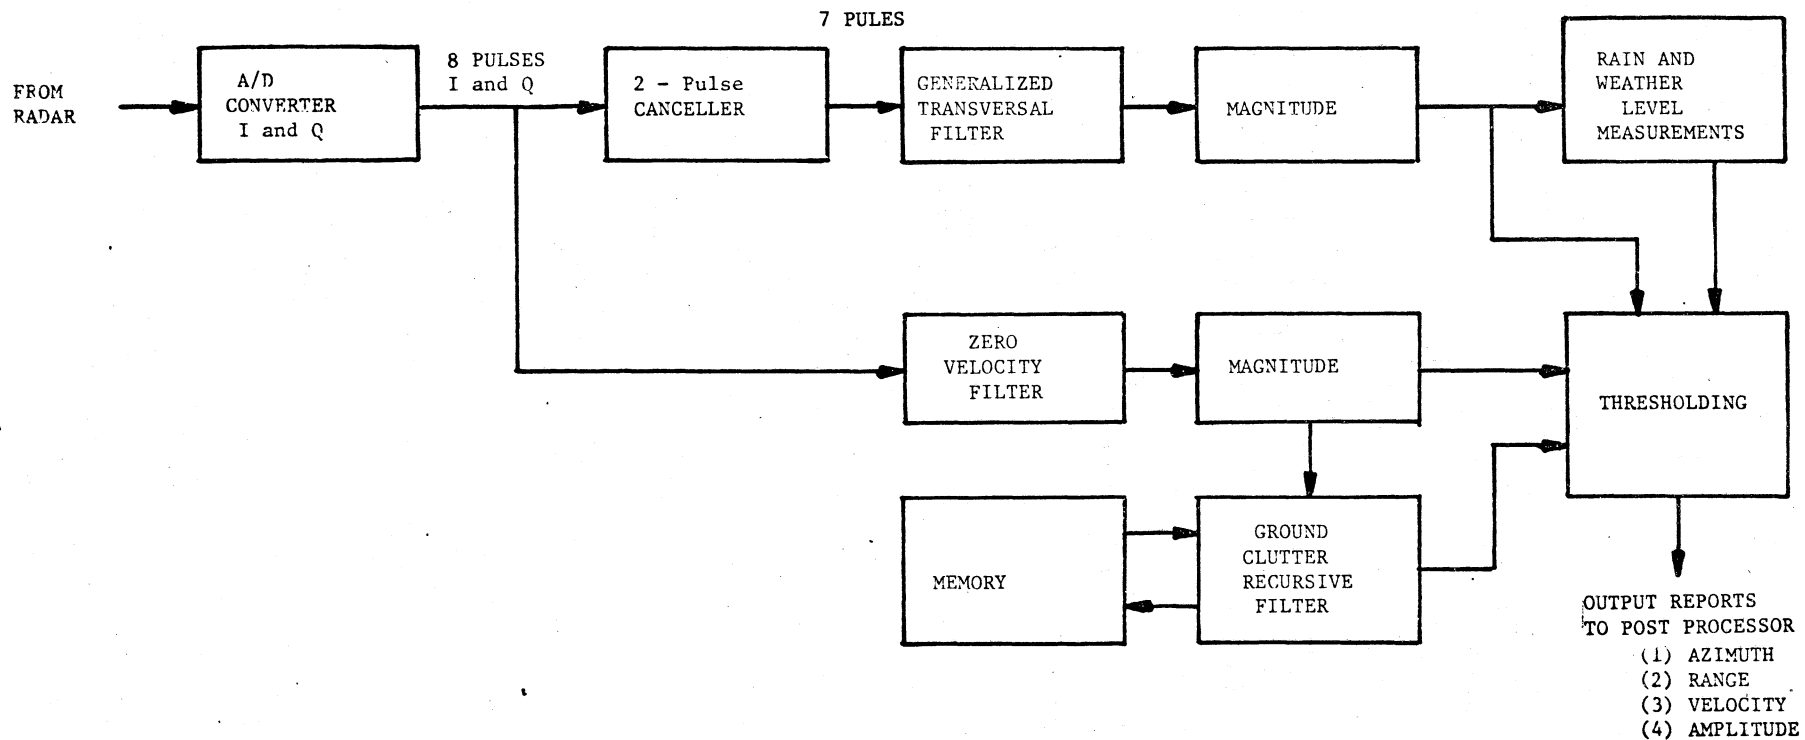 7 PULES
FROM
RADAR
A/D
CONVERTER
I and Q
8 PULSES
I and Q
2 - Pulse
CANCELLER
GENERALIZED
TRANSVERSAL
FILTER
MAGNITUDE
RAIN AND
WEATHER
LEVEL
MEASUREMENTS
ZERO
VELOCITY
FILTER
MAGNITUDE
THRESHOLDING
MEMORY
GROUND
CLUTTER
RECURSIVE
FILTER
OUTPUT REPORTS
TO POST PROCESSOR
(1) AZIMUTH
(2) RANGE
(3) VELOCITY
(4) AMPLITUDE